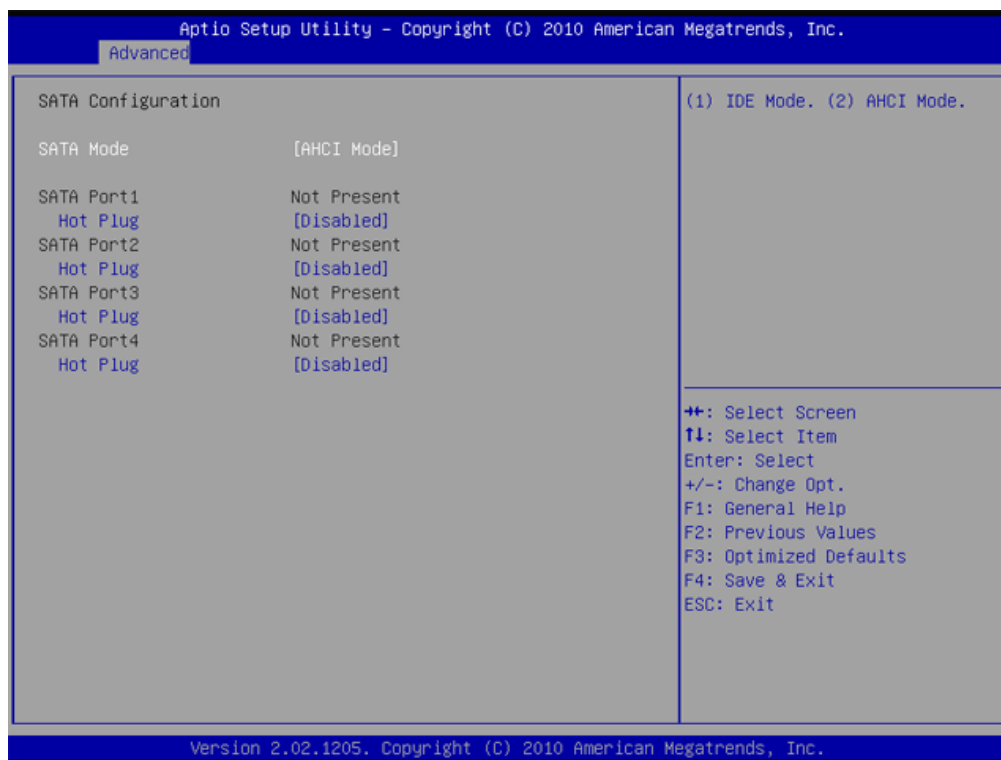 Aptio Setup Utility – Copyright (C) 2010 American Megatrends, Inc.
Advanced
SATA Configuration
SATA Mode [AHCI Mode]
SATA Port1 Not Present
Hot Plug [Disabled]
SATA Port2 Not Present
Hot Plug [Disabled]
SATA Port3 Not Present
Hot Plug [Disabled]
SATA Port4 Not Present
Hot Plug [Disabled]
(1) IDE Mode. (2) AHCI Mode.
→←: Select Screen
↑↓: Select Item
Enter: Select
+/-: Change Opt.
F1: General Help
F2: Previous Values
F3: Optimized Defaults
F4: Save & Exit
ESC: Exit
Version 2.02.1205. Copyright (C) 2010 American Megatrends, Inc.